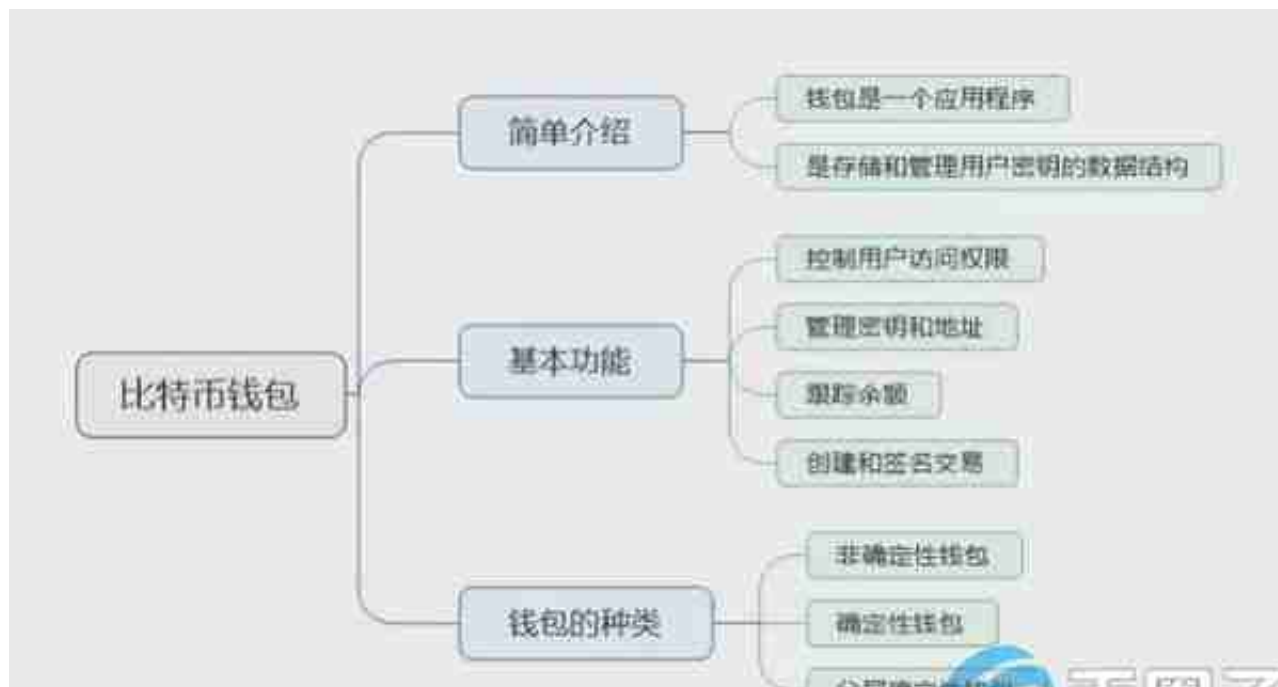 比特币钱包
简单介绍
钱包是一个应用程序
是存储和管理用户密钥的数据结构
基本功能
控制用户访问权限
管理密钥和地址
跟踪余额
创建和签名交易
钱包的种类
非确定性钱包
确定性钱包